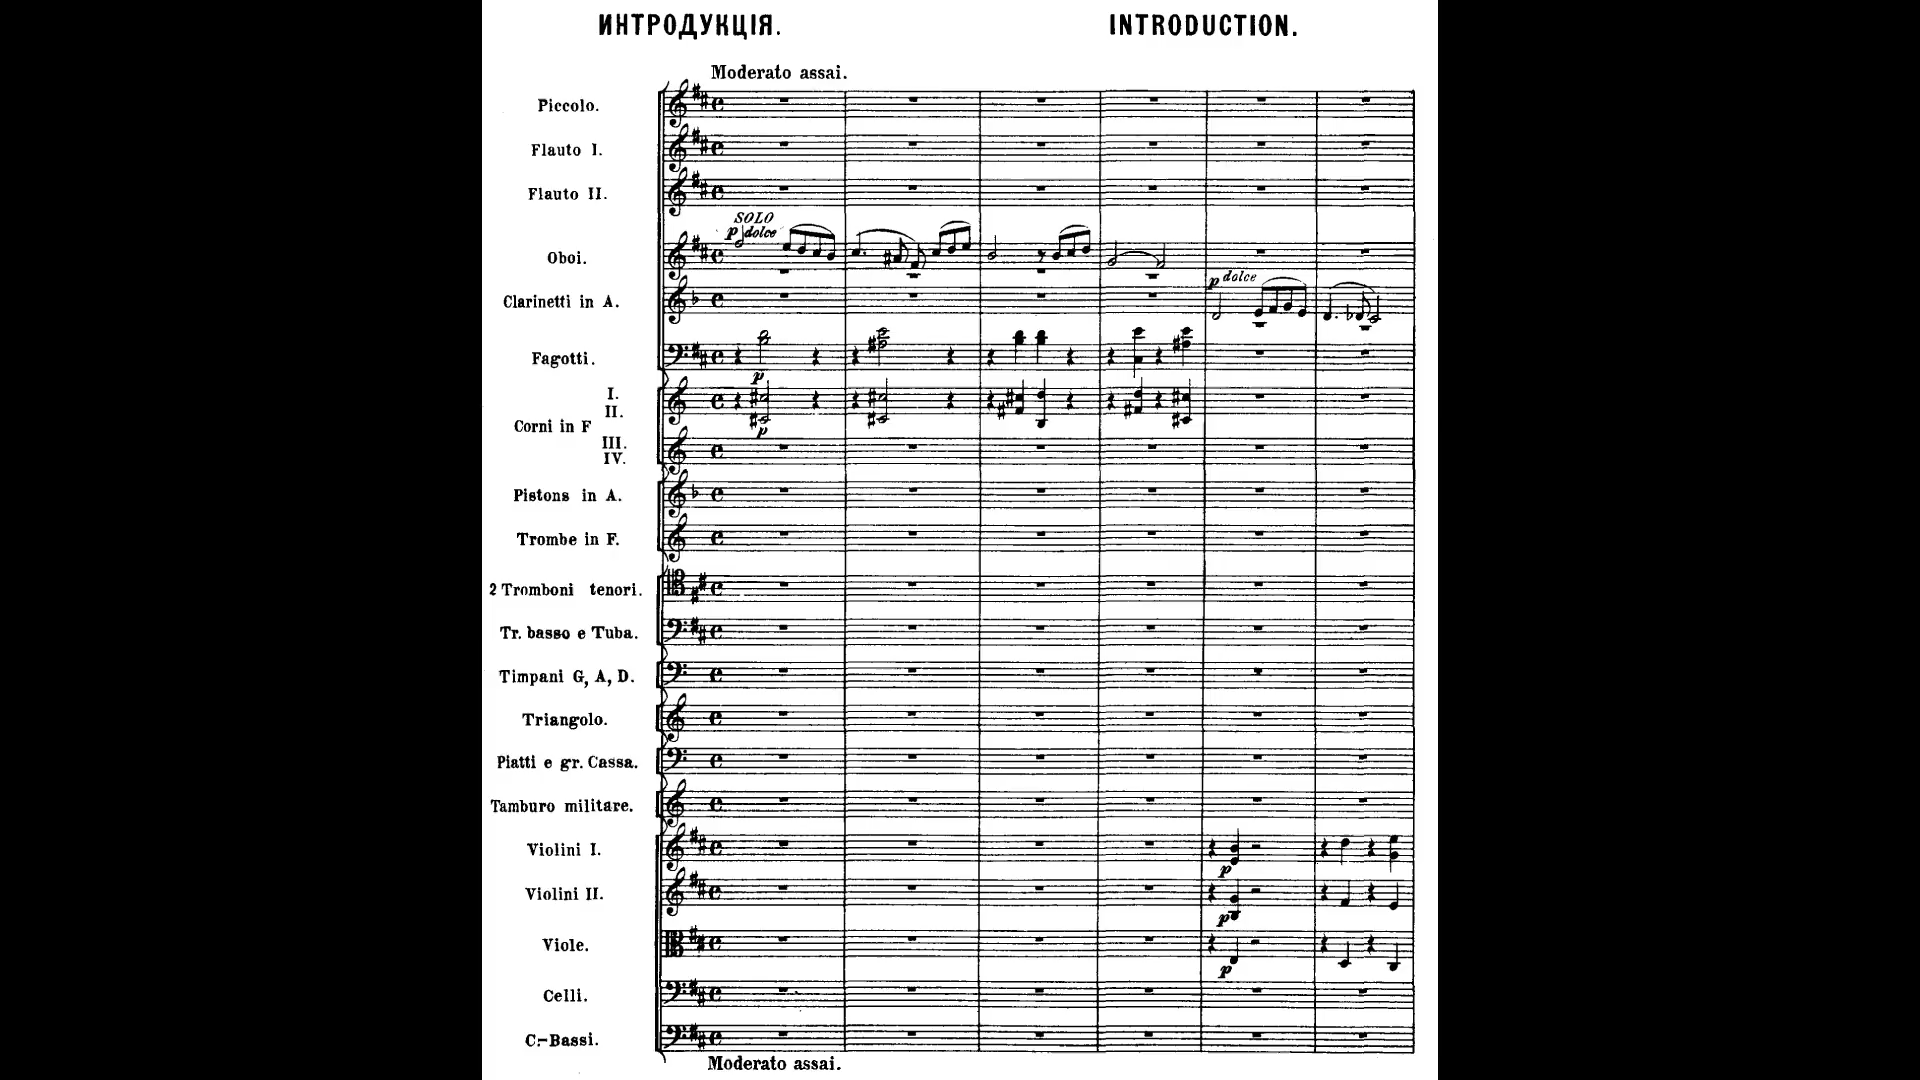 ИНТРОДУКЦІЯ. INTRODUCTION.
Moderato assai.
Piccolo.
Flauto I.
Flauto II.
SOLO
p dolce
Oboi.
p dolce
Clarinetti in A.
Fagotti.
p
I.
II.
Corni in F
p
III.
IV.
Pistons in A.
Trombe in F.
2 Tromboni tenori.
Tr. basso e Tuba.
Timpani G, A, D.
Triangolo.
Piatti e gr. Cassa.
Tamburo militare.
Violini I.
p
Violini II.
p
Viole.
p
Celli.
C.-Bassi.
Moderato assai.